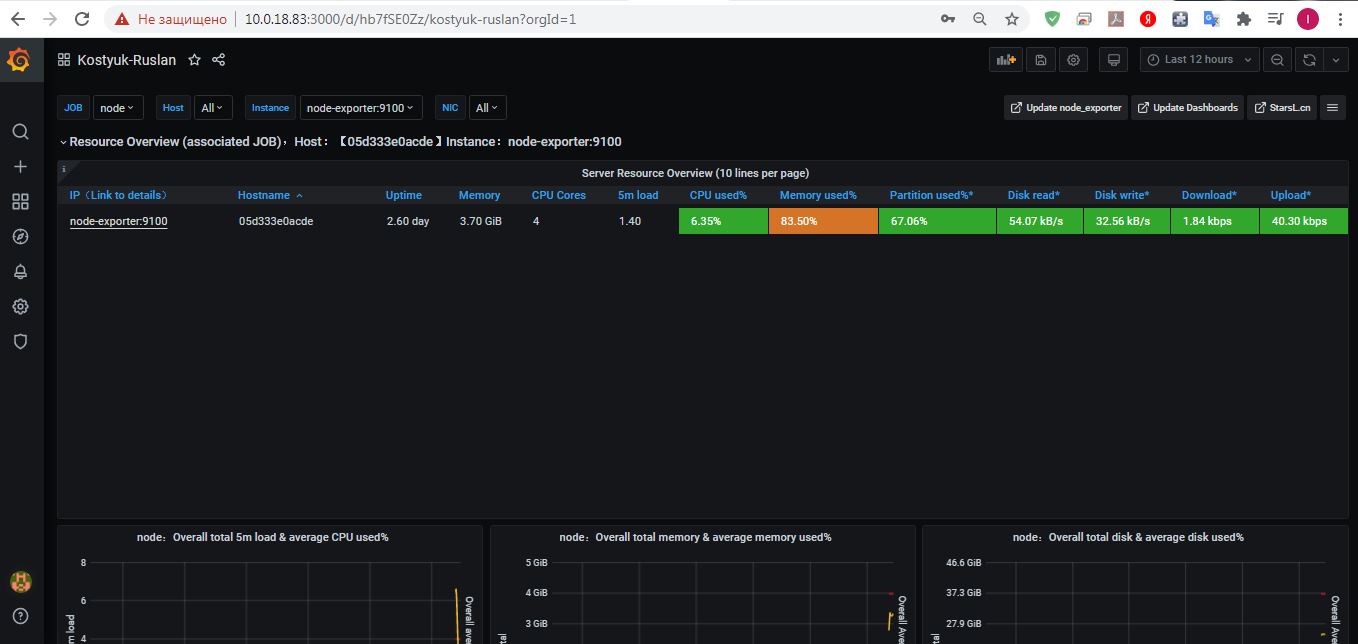 Не защищено 10.0.18.83:3000/d/hb7fSE0Zz/kostyuk-ruslan?orgId=1
Kostyuk-Ruslan
Last 12 hours
JOB node Host All Instance node-exporter:9100 NIC All
Update node_exporter Update Dashboards StarsL.cn
Resource Overview (associated JOB)，Host：【05d333e0acde】Instance：node-exporter:9100
Server Resource Overview (10 lines per page)
IP（Link to details） Hostname Uptime Memory CPU Cores 5m load CPU used% Memory used% Partition used%* Disk read* Disk write* Download* Upload*
node-exporter:9100 05d333e0acde 2.60 day 3.70 GiB 4 1.40 6.35% 83.50% 67.06% 54.07 kB/s 32.56 kB/s 1.84 kbps 40.30 kbps
node：Overall total 5m load & average CPU used%
8
6
4
m load
Overall avera
node：Overall total memory & average memory used%
5 GiB
4 GiB
3 GiB
tal
Overall Avera
node：Overall total disk & average disk used%
46.6 GiB
37.3 GiB
27.9 GiB
tal
Overall Avera